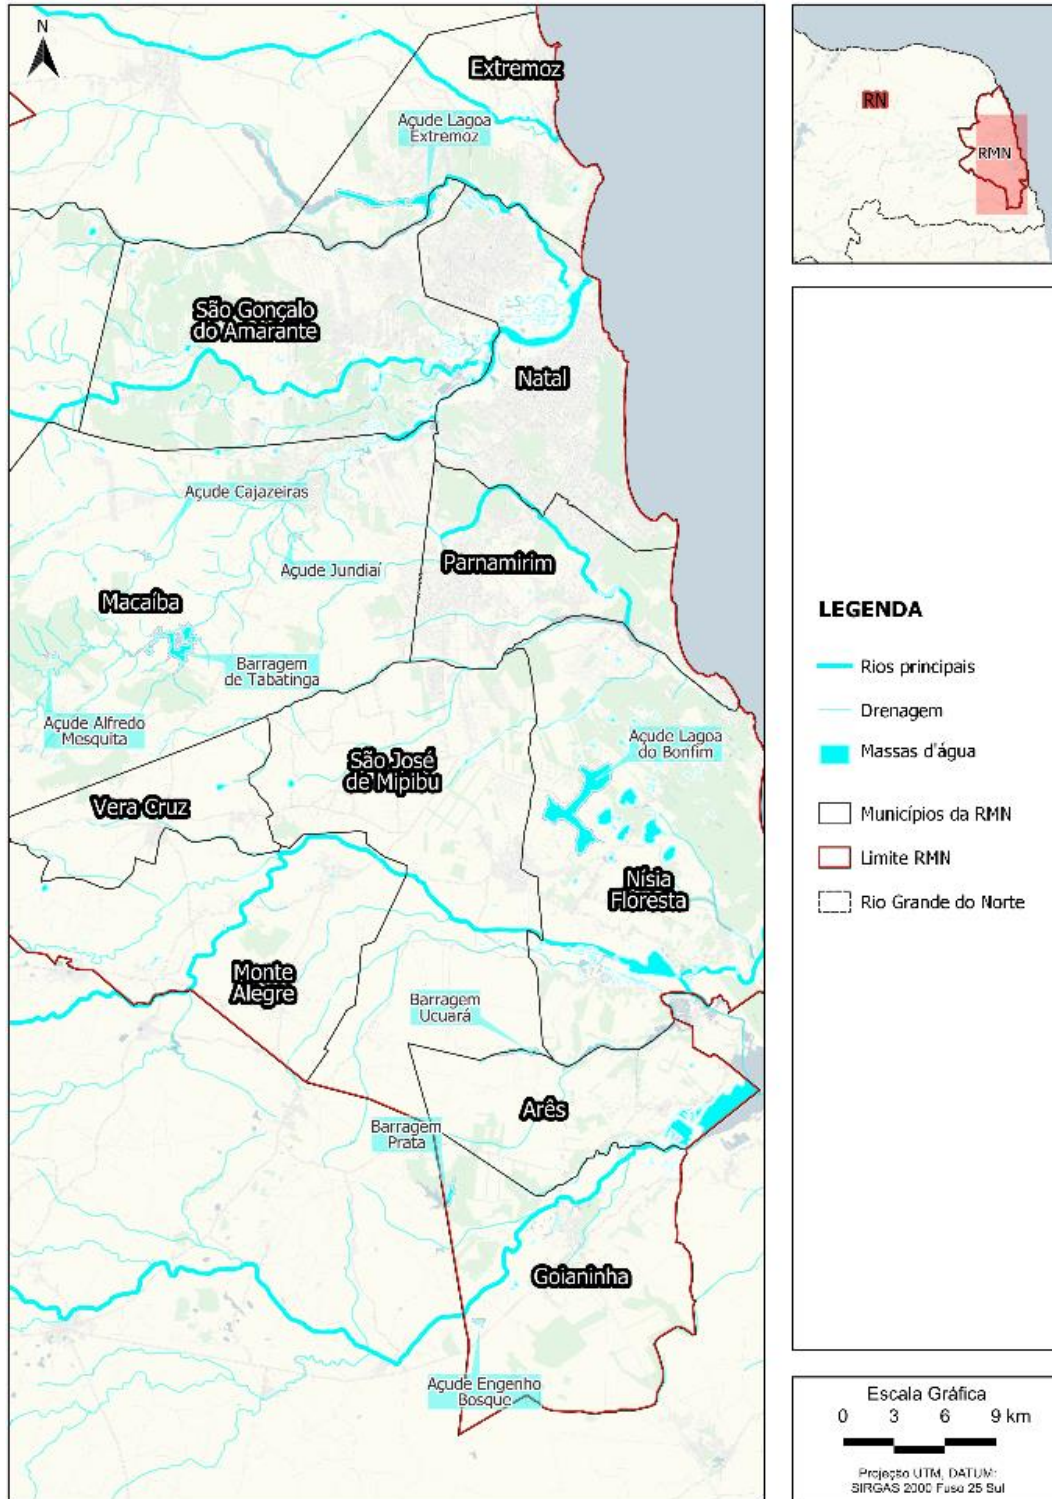 N
Extremoz
Açude Lagoa
Extremoz
São Gonçalo
do Amarante
Natal
Açude Cajazeiras
Parnamirim
Açude Jundiaí
Macaíba
Barragem
de Tabatinga
Açude Alfredo
Mesquita
Açude Lagoa
do Bonfim
São José
de Mipibu
Vera Cruz
Nísia
Floresta
Monte
Alegre
Barragem
Ucuará
Arês
Barragem
Prata
Goianinha
Açude Engenho
Bosque
RN
RMN
LEGENDA
Rios principais
Drenagem
Massas d'água
Municípios da RMN
Limite RMN
Rio Grande do Norte
Escala Gráfica
0 3 6 9 km
Projeção UTM, DATUM:
SIRGAS 2000 Fuso 25 Sul